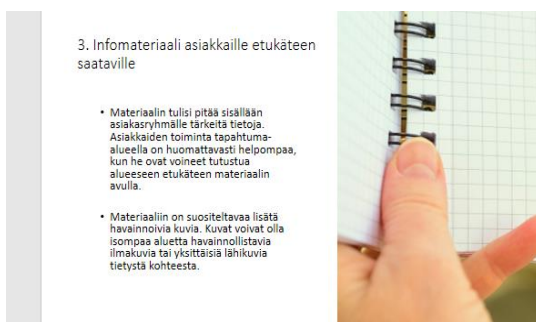 3. Infomateriaali asiakkaille etukäteen
saataville
• Materiaalin tulisi pitää sisällään
asiakasryhmälle tärkeitä tietoja.
Asiakkaiden toiminta tapahtuma-
alueella on huomattavasti helpompaa,
kun he ovat voineet tutustua
alueeseen etukäteen materiaalin
avulla.
• Materiaaliin on suositeltavaa lisätä
havainnoivia kuvia. Kuvat voivat olla
isompaa aluetta havainnollistavia
ilmakuvia tai yksittäisiä lähikuvia
tietystä kohteesta.